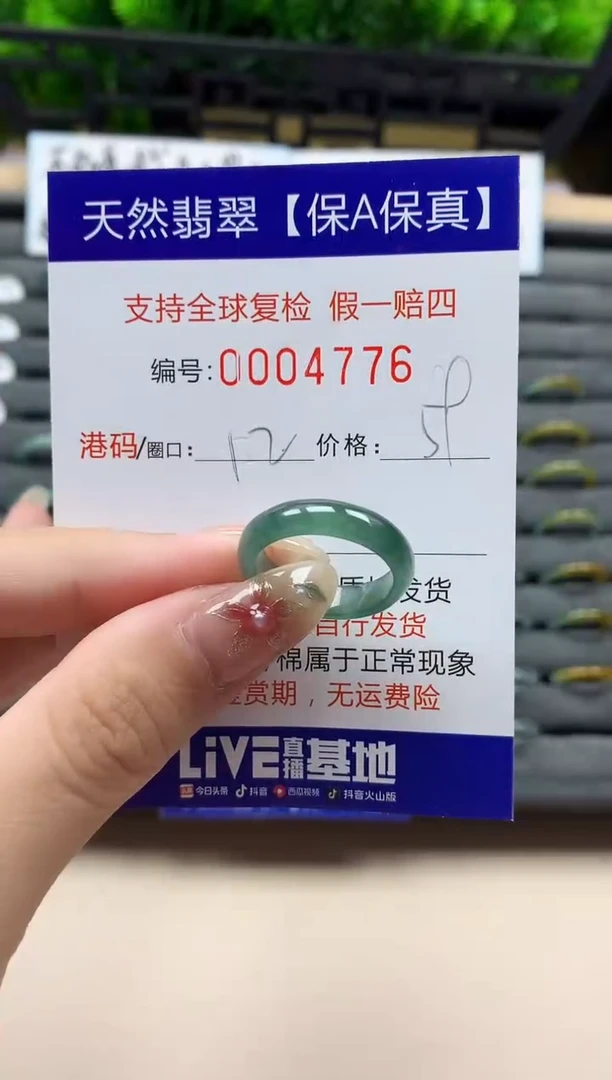 天然翡翠【保A保真】
支持全球复检 假一赔四
编号:0004776
港码/圈口: 12 价格:
发货
自行发货
棉属于正常现象
赏期，无运费险
LiVE直播基地
今日头条 抖音 西瓜视频 抖音火山版